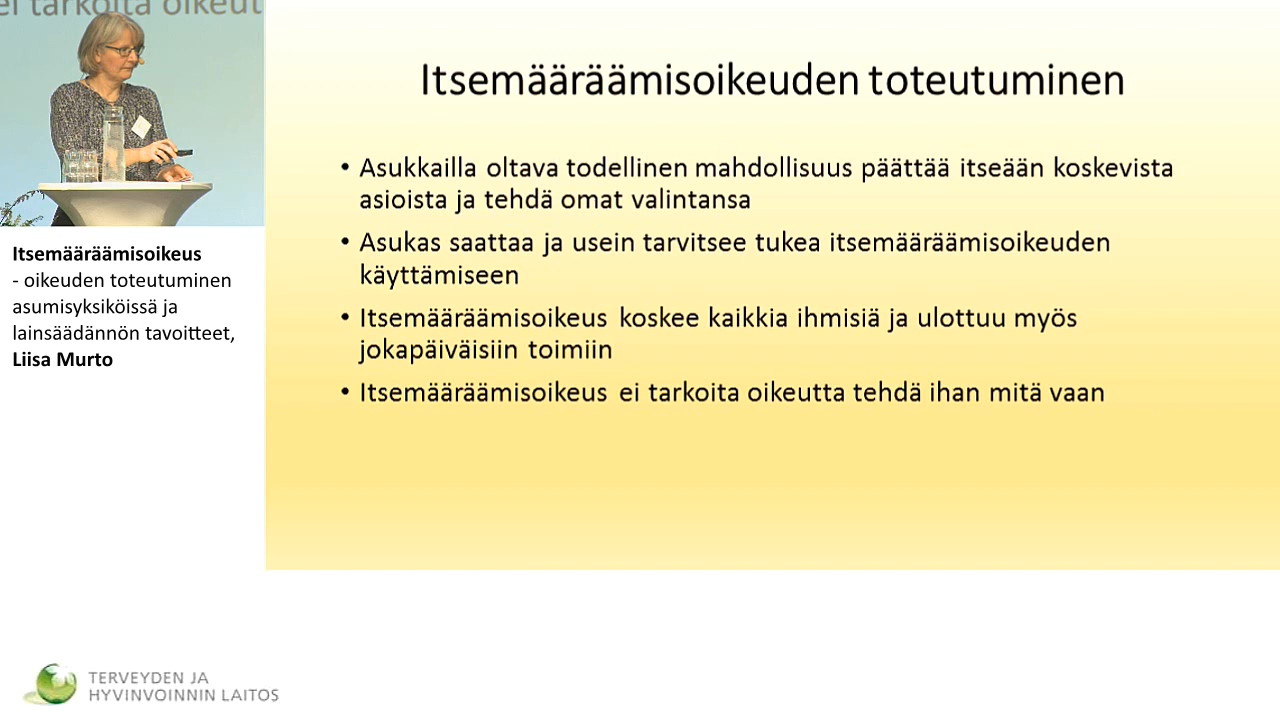 ei tarkoita oikeut
Itsemääräämisoikeus
- oikeuden toteutuminen
asumisyksiköissä ja
lainsäädännön tavoitteet,
Liisa Murto
Itsemääräämisoikeuden toteutuminen
• Asukkailla oltava todellinen mahdollisuus päättää itseään koskevista
asioista ja tehdä omat valintansa
• Asukas saattaa ja usein tarvitsee tukea itsemääräämisoikeuden
käyttämiseen
• Itsemääräämisoikeus koskee kaikkia ihmisiä ja ulottuu myös
jokapäiväisiin toimiin
• Itsemääräämisoikeus ei tarkoita oikeutta tehdä ihan mitä vaan
TERVEYDEN JA
HYVINVOINNIN LAITOS